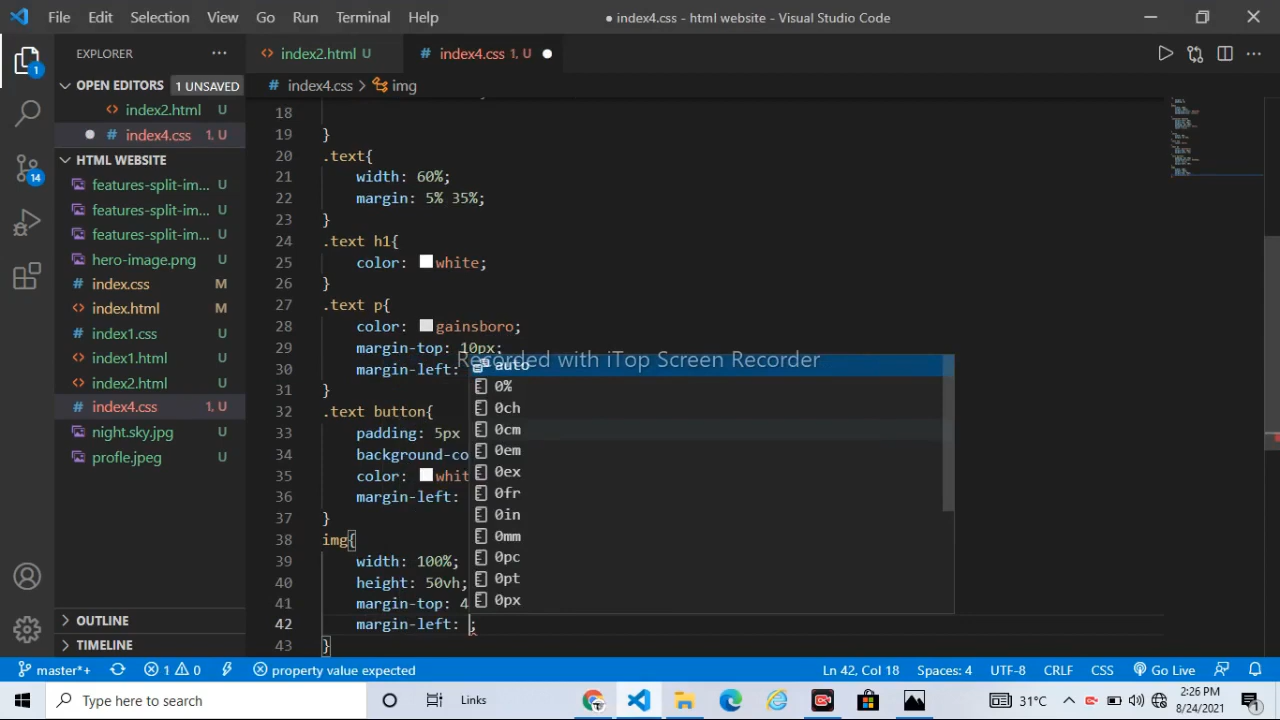 File Edit Selection View Go Run Terminal Help
● index4.css - html website - Visual Studio Code
EXPLORER ···
index2.html U
index4.css 1, U
OPEN EDITORS 1 UNSAVED
index4.css > img
index2.html U
index4.css 1, U
HTML WEBSITE
features-split-im... U
features-split-im... U
features-split-im... U
hero-image.png U
index.css M
index.html M
index1.css U
index1.html U
index2.html U
index4.css 1, U
night.sky.jpg U
profle.jpeg U
OUTLINE
TIMELINE
1
14
18
19 }
20 .text{
21 width: 60%;
22 margin: 5% 35%;
23 }
24 .text h1{
25 color: white;
26 }
27 .text p{
28 color: gainsboro;
29 margin-top: 10px;
30 margin-left:
31 }
32 .text button{
33 padding: 5px
34 background-co
35 color: whit
36 margin-left:
37 }
38 img{
39 width: 100%;
40 height: 50vh;
41 margin-top: 4
42 margin-left: ;
43 }
Recorded with iTop Screen Recorder
auto
0%
0ch
0cm
0em
0ex
0fr
0in
0mm
0pc
0pt
0px
master*+ 1 0 property value expected Ln 42, Col 18 Spaces: 4 UTF-8 CRLF CSS Go Live
Type here to search Links 31°C 2:26 PM
8/24/2021 1